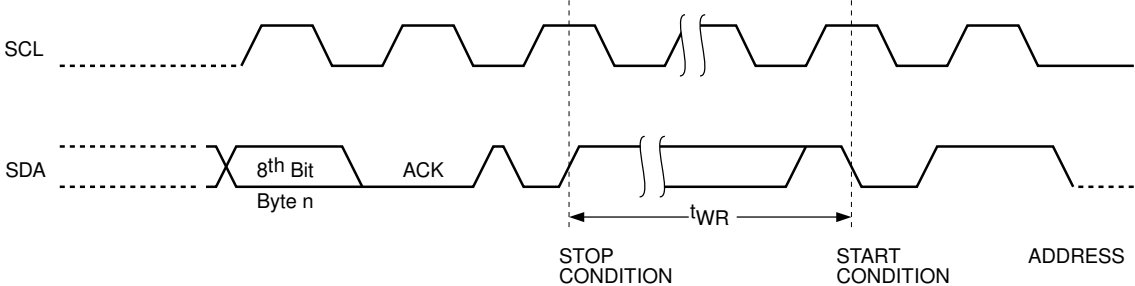 SCL
SDA
8th Bit
Byte n
ACK
tWR
STOP
CONDITION
START
CONDITION
ADDRESS